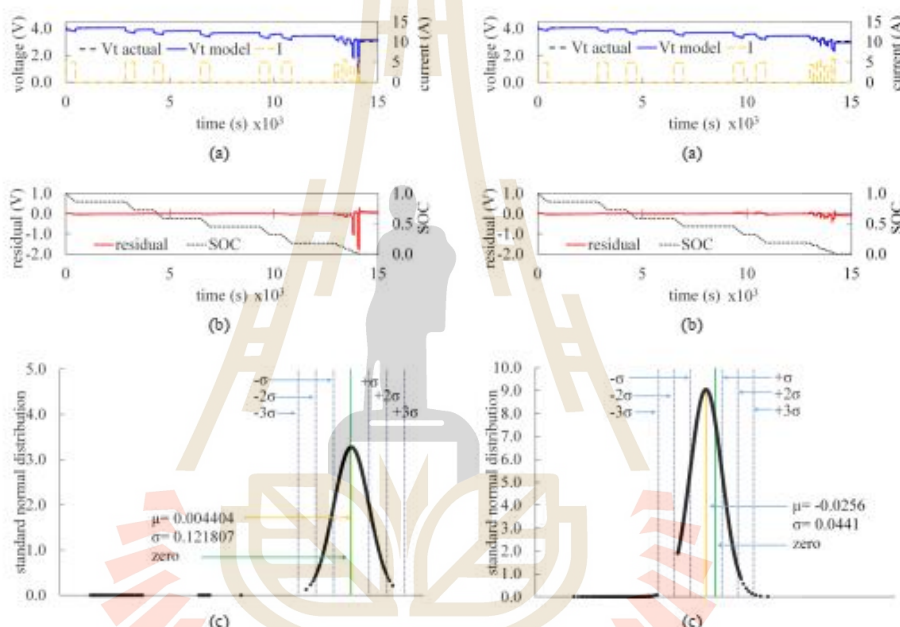 voltage (V)
4.0
2.0
0.0
Vt actual Vt model I
15
10
5
0
current (A)
0 5 10 15
time (s) x10³
(a)
voltage (V)
4.0
2.0
0.0
Vt actual Vt model I
15
10
5
0
current (A)
0 5 10 15
time (s) x10³
(a)
residual (V)
1.0
0.0
-1.0
-2.0
residual SOC
1.0
0.5
0.0
SOC
0 5 10 15
time (s) x10³
(b)
residual (V)
1.0
0.0
-1.0
-2.0
residual SOC
1.0
0.5
0.0
SOC
0 5 10 15
time (s) x10³
(b)
standard normal distribution
5.0
4.0
3.0
2.0
1.0
0.0
-σ
-2σ
-3σ
+σ
+2σ
+3σ
μ= 0.004404
σ= 0.121807
zero
(c)
standard normal distribution
10.0
9.0
8.0
7.0
6.0
5.0
4.0
3.0
2.0
1.0
0.0
-σ
-2σ
-3σ
+σ
+2σ
+3σ
μ= -0.0256
σ= 0.0441
zero
(c)